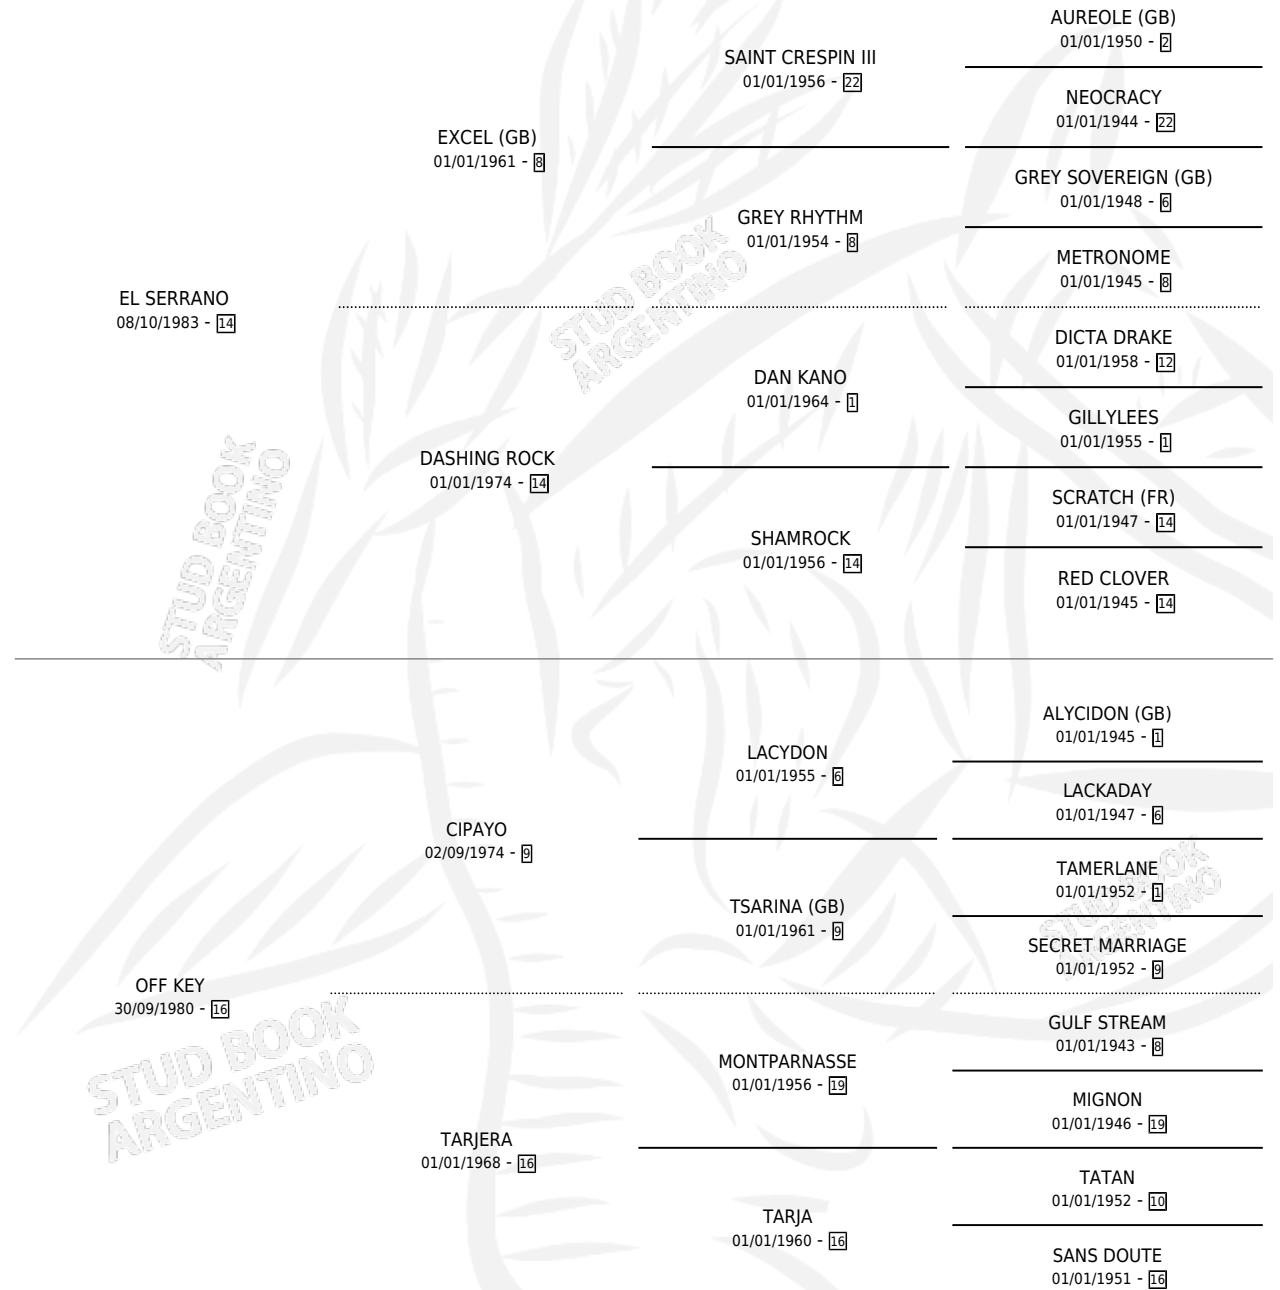 AUREOLE (GB)
01/01/1950 - 2
SAINT CRESPIN III
01/01/1956 - 22
NEOCRACY
01/01/1944 - 22
EXCEL (GB)
01/01/1961 - 8
GREY SOVEREIGN (GB)
01/01/1948 - 6
GREY RHYTHM
01/01/1954 - 8
METRONOME
01/01/1945 - 8
EL SERRANO
08/10/1983 - 14
STUD BOOK
ARGENTINO
DICTA DRAKE
01/01/1958 - 12
DAN KANO
01/01/1964 - 1
GILLYLEES
01/01/1955 - 1
DASHING ROCK
01/01/1974 - 14
SCRATCH (FR)
01/01/1947 - 14
SHAMROCK
01/01/1956 - 14
RED CLOVER
01/01/1945 - 14
STUD BOOK
ARGENTINO
ALYCIDON (GB)
01/01/1945 - 1
LACYDON
01/01/1955 - 6
LACKADAY
01/01/1947 - 6
CIPAYO
02/09/1974 - 9
TAMERLANE
01/01/1952 - 1
TSARINA (GB)
01/01/1961 - 9
SECRET MARRIAGE
01/01/1952 - 9
STUD BOOK
ARGENTINO
OFF KEY
30/09/1980 - 16
GULF STREAM
01/01/1943 - 8
MONTPARNASSE
01/01/1956 - 19
MIGNON
01/01/1946 - 19
STUD BOOK
ARGENTINO
TARJERA
01/01/1968 - 16
TATAN
01/01/1952 - 10
TARJA
01/01/1960 - 16
SANS DOUTE
01/01/1951 - 16